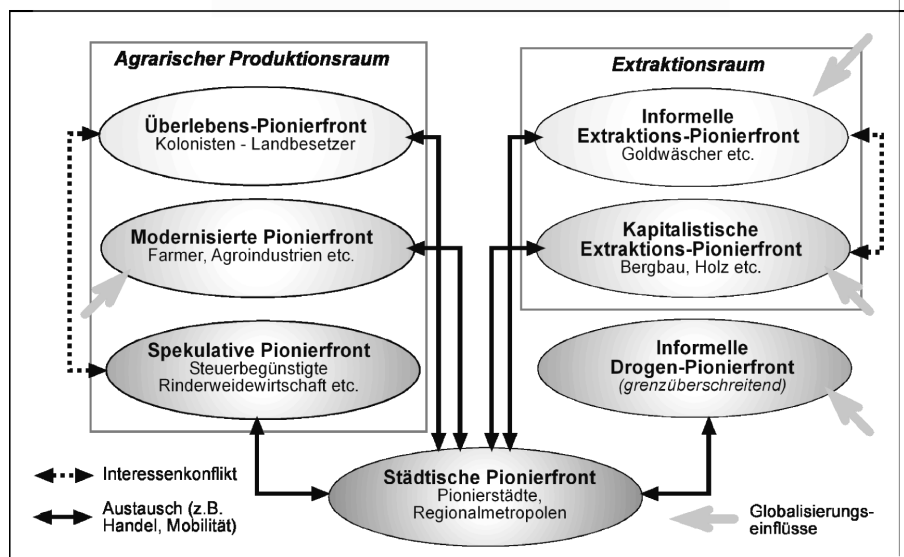 Agrarischer Produktionsraum
Überlebens-Pionierfront
Kolonisten - Landbesetzer
Modernisierte Pionierfront
Farmer, Agroindustrien etc.
Spekulative Pionierfront
Steuerbegünstigte
Rinderweidewirtschaft etc.
Extraktionsraum
Informelle
Extraktions-Pionierfront
Goldwäscher etc.
Kapitalistische
Extraktions-Pionierfront
Bergbau, Holz etc.
Informelle
Drogen-Pionierfront
(grenzüberschreitend)
Städtische Pionierfront
Pionierstädte,
Regionalmetropolen
Interessenkonflikt
Austausch (z.B.
Handel, Mobilität)
Globalisierungs-
einflüsse